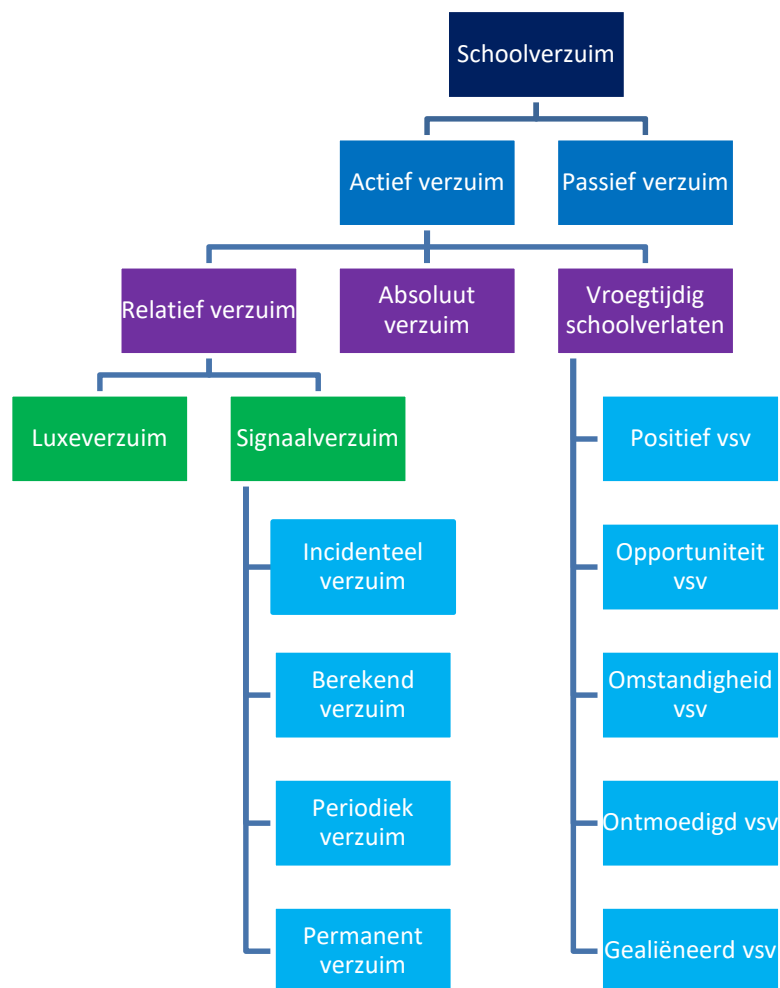 Schoolverzuim
Actief verzuim
Passief verzuim
Relatief verzuim
Absoluut
verzuim
Vroegtijdig
schoolverlaten
Luxeverzuim
Signaalverzuim
Incidenteel
verzuim
Berekend
verzuim
Periodiek
verzuim
Permanent
verzuim
Positief vsv
Opportuniteit
vsv
Omstandigheid
vsv
Ontmoedigd vsv
Gealiëneerd vsv